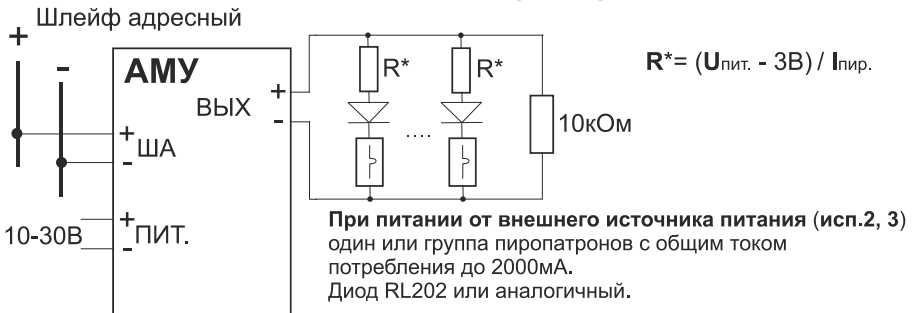 Шлейф адресный
+
-
АМУ
ВЫХ
+
-
R*
R*
R*= (Uпит. - 3В) / Iпир.
10кОм
....
+
ША
-
10-30В
+
ПИТ.
-
При питании от внешнего источника питания (исп.2, 3)
один или группа пиропатронов с общим током
потребления до 2000мА.
Диод RL202 или аналогичный.